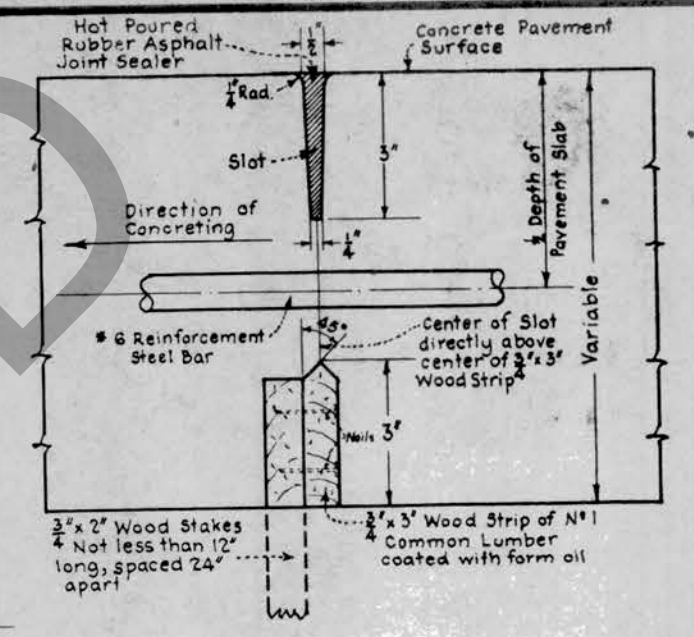 Hot Poured
Rubber Asphalt
Joint Sealer
1/2"
Concrete Pavement
Surface
1/4" Rad.
Slot
3"
1/2 Depth of
Pavement Slab
Variable
Direction of
Concreting
1/4"
#6 Reinforcement
Steel Bar
45°
Center of Slot
directly above
center of 3/4" x 3"
Wood Strip
Nails
3"
3/4" x 2" Wood Stakes
Not less than 12"
long, spaced 24"
apart
3/4" x 3" Wood Strip of Nº 1
Common Lumber
coated with form oil